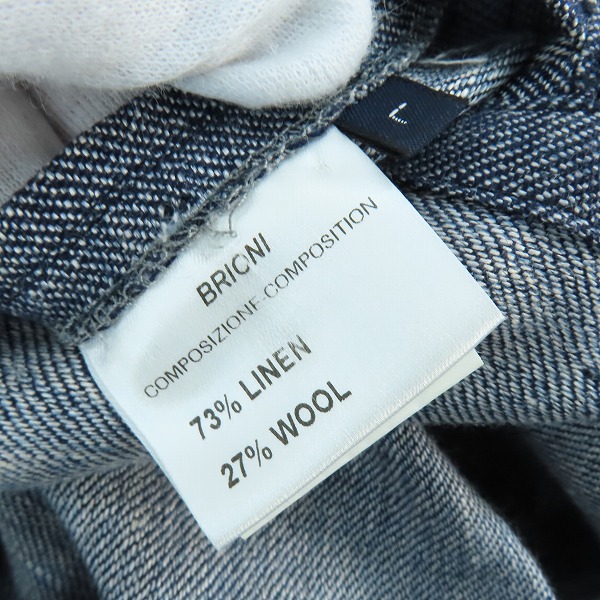 L
BRIONI
COMPOSIZIONE-COMPOSITION
73% LINEN
27% WOOL